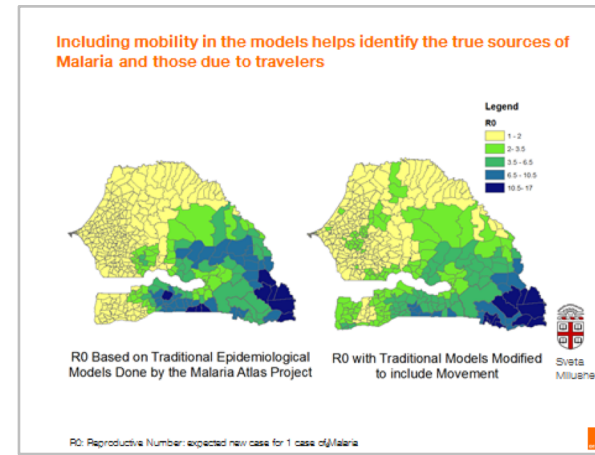 Including mobility in the models helps identify the true sources of
Malaria and those due to travelers
Legend
R0
1 - 2
2- 3.5
3.5 - 6.5
6.5 - 10.5
10.5- 17
R0 Based on Traditional Epidemiological
Models Done by the Malaria Atlas Project
R0 with Traditional Models Modified
to include Movement
Sveta
Milushe
R0: Reproductive Number: expected new case for 1 case of Malaria